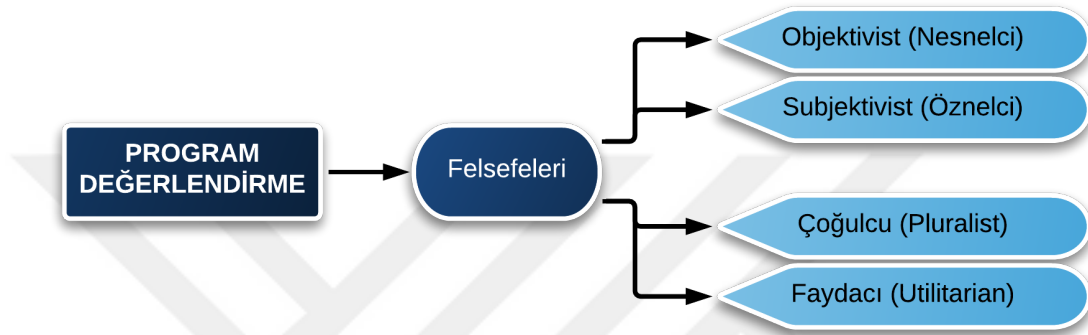 PROGRAM
DEĞERLENDİRME
Felsefeleri
Objektivist (Nesnelci)
Subjektivist (Öznelci)
Çoğulcu (Pluralist)
Faydacı (Utilitarian)